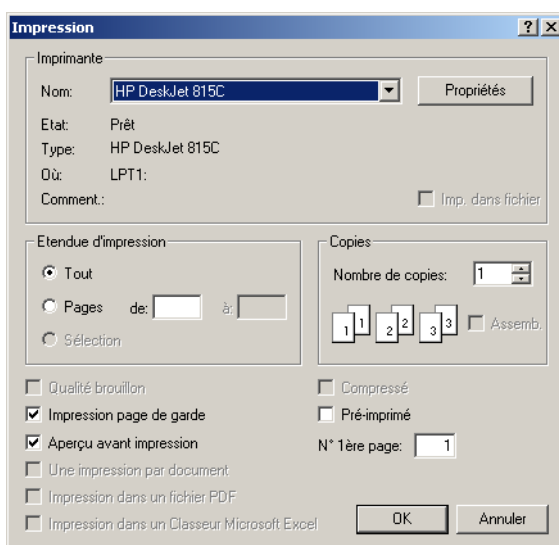 Impression
Imprimante
Nom: HP DeskJet 815C Propriétés
Etat: Prêt
Type: HP DeskJet 815C
Où: LPT1:
Comment.: Imp. dans fichier
Etendue d'impression
Tout
Pages de: à:
Sélection
Copies
Nombre de copies: 1
1 1 2 2 3 3 Assemb.
Qualité brouillon
Impression page de garde
Aperçu avant impression
Une impression par document
Impression dans un fichier PDF
Impression dans un Classeur Microsoft Excel
Compressé
Pré-imprimé
N° 1ère page: 1
OK Annuler